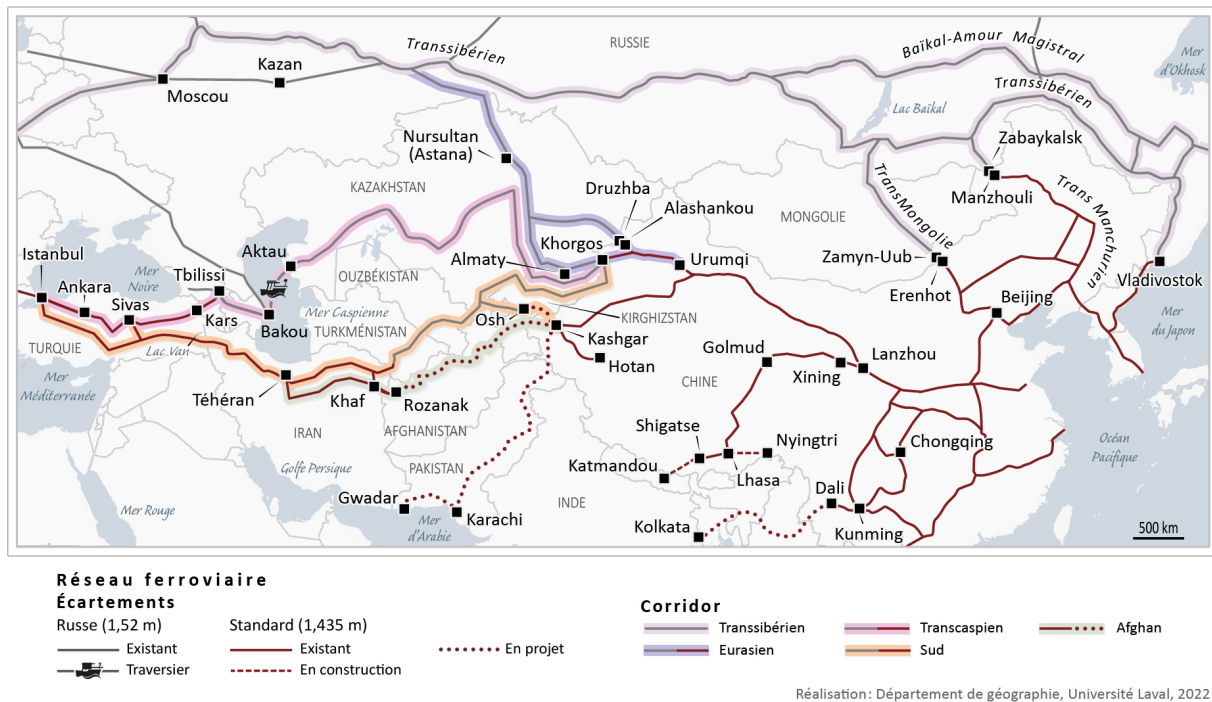 Transsibérien
RUSSIE
Baïkal-Amour Magistral
Mer
d'Okhosk
Kazan
Moscou
Transsibérien
Lac Baïkal
Nursultan
(Astana)
Zabaykalsk
Manzhouli
KAZAKHSTAN
Druzhba
Alashankou
MONGOLIE
TransMongolie
Trans Manchurien
Istanbul
Aktau
Khorgos
Almaty
Urumqi
Zamyn-Uub
Erenhot
Vladivostok
Mer
Noire
Tbilissi
OUZBÉKISTAN
Ankara
Sivas
Kars
Bakou
Mer Caspienne
TURKMÉNISTAN
Osh
KIRGHIZSTAN
Beijing
Mer
du Japon
TURQUIE
Lac Van
Kashgar
Hotan
Golmud
Xining
Lanzhou
Mer
Méditerranée
Téhéran
Khaf
Rozanak
CHINE
IRAN
AFGHANISTAN
Shigatse
Nyingtri
Chongqing
Océan
Pacifique
Golfe Persique
PAKISTAN
Katmandou
Lhasa
Gwadar
INDE
Dali
Mer Rouge
Mer
d'Arabie
Karachi
Kolkata
Kunming
500 km
Réseau ferroviaire
Écartements
Russe (1,52 m)
Existant
Traversier
Standard (1,435 m)
Existant
En construction
En projet
Corridor
Transsibérien
Transcaspien
Afghan
Eurasien
Sud
Réalisation: Département de géographie, Université Laval, 2022